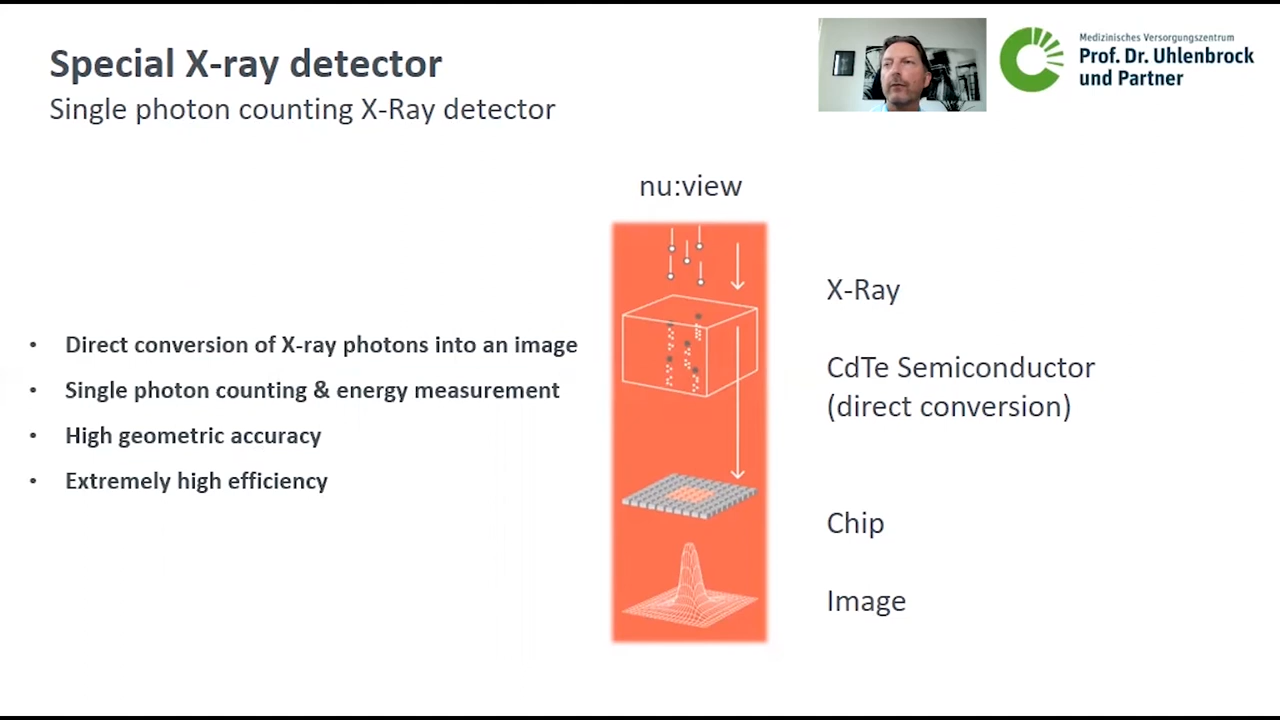 Special X-ray detector
Single photon counting X-Ray detector
Medizinisches Versorgungszentrum
Prof. Dr. Uhlenbrock
und Partner
nu:view
• Direct conversion of X-ray photons into an image
• Single photon counting & energy measurement
• High geometric accuracy
• Extremely high efficiency
X-Ray
CdTe Semiconductor
(direct conversion)
Chip
Image